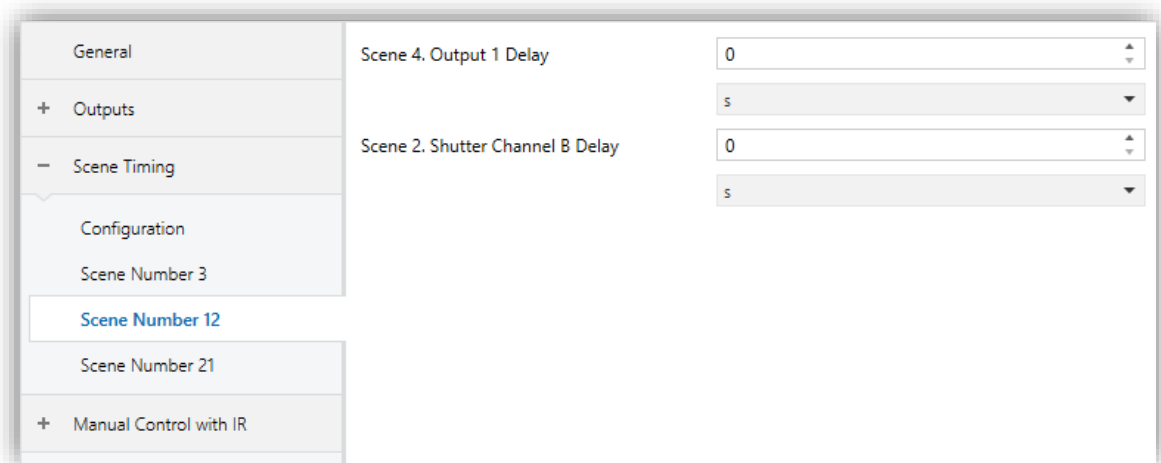 General
+ Outputs
− Scene Timing
Configuration
Scene Number 3
Scene Number 12
Scene Number 21
+ Manual Control with IR
Scene 4. Output 1 Delay
0
s
Scene 2. Shutter Channel B Delay
0
s